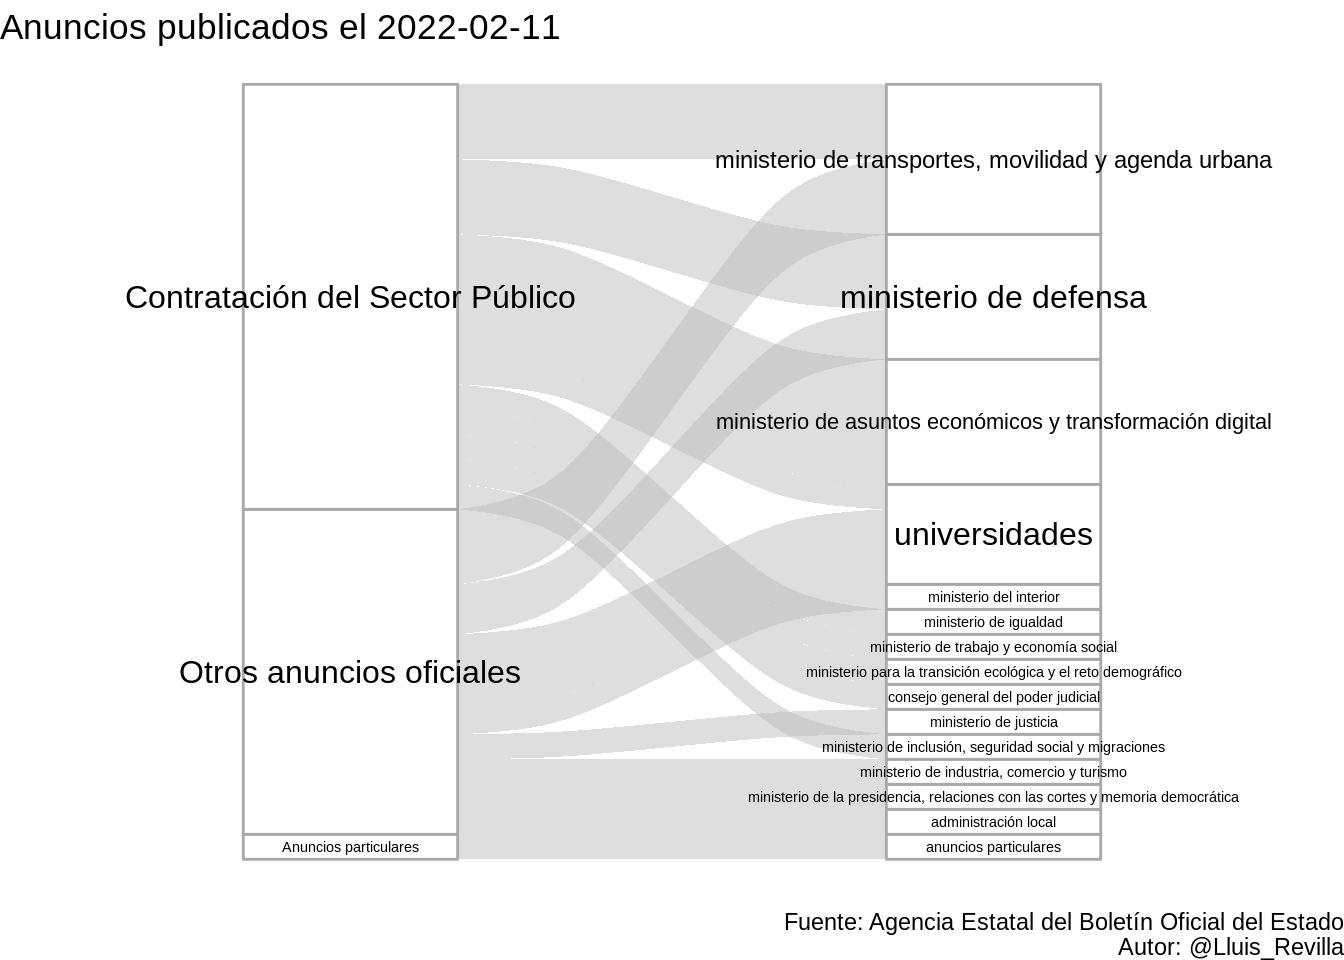 Anuncios publicados el 2022-02-11
Contratación del Sector Público
Otros anuncios oficiales
Anuncios particulares
ministerio de transportes, movilidad y agenda urbana
ministerio de defensa
ministerio de asuntos económicos y transformación digital
universidades
ministerio del interior
ministerio de igualdad
ministerio de trabajo y economía social
ministerio para la transición ecológica y el reto demográfico
consejo general del poder judicial
ministerio de justicia
ministerio de inclusión, seguridad social y migraciones
ministerio de industria, comercio y turismo
ministerio de la presidencia, relaciones con las cortes y memoria democrática
administración local
anuncios particulares
Fuente: Agencia Estatal del Boletín Oficial del Estado
Autor: @Lluis_Revilla